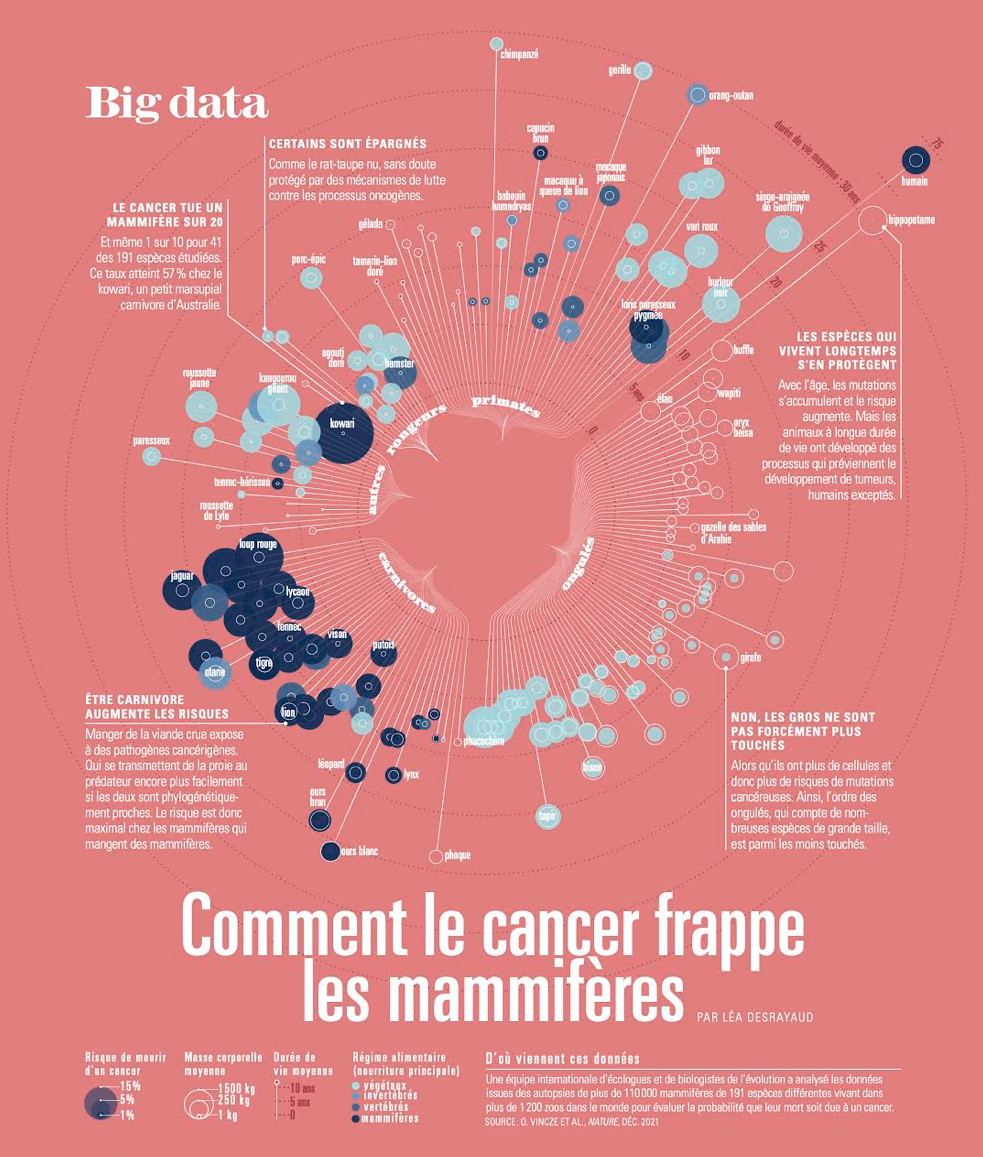 Big data
CERTAINS SONT ÉPARGNÉS
Comme le rat-taupe nu, sans doute
protégé par des mécanismes de lutte
contre les processus oncogènes.
LE CANCER TUE UN
MAMMIFÈRE SUR 20
Et même 1 sur 10 pour 41
des 191 espèces étudiées.
Ce taux atteint 57 % chez le
kowari, un petit marsupial
carnivore d'Australie.
chimpanzé
gorille
orang-outan
capucin
brun
macaque à
queue de lion
macaque
japonais
babouin
hamadryas
gibbon
lar
durée de vie moyenne : 30 ans
75
humain
hippopotame
singe-araignée
de Geoffroy
25
20
10
5 ans
0
gélada
tamarin-lion
doré
porc-épic
vari roux
hurleur
noir
loris paresseux
pygmée
agouti
doré
hamster
kangourou
géant
roussette
jaune
kowari
paresseux
tenrec-hérisson
roussette
de Lyle
buffle
élan
wapiti
oryx
beisa
gazelle des sables
d'Arabie
girafe
primates
rongeurs
autres
carnivores
ongulés
LES ESPÈCES QUI
VIVENT LONGTEMPS
S'EN PROTÈGENT
Avec l'âge, les mutations
s'accumulent et le risque
augmente. Mais les
animaux à longue durée
de vie ont développé des
processus qui préviennent le
développement de tumeurs,
humains exceptés.
loup rouge
jaguar
lycaon
fennec
vison
putois
tigre
otarie
lion
léopard
lynx
ours
brun
ours blanc
phoque
phacochère
bison
tapir
ÊTRE CARNIVORE
AUGMENTE LES RISQUES
Manger de la viande crue expose
à des pathogènes cancérigènes.
Qui se transmettent de la proie au
prédateur encore plus facilement
si les deux sont phylogénétique-
ment proches. Le risque est donc
maximal chez les mammifères qui
mangent des mammifères.
NON, LES GROS NE SONT
PAS FORCÉMENT PLUS
TOUCHÉS
Alors qu'ils ont plus de cellules et
donc plus de risques de mutations
cancéreuses. Ainsi, l'ordre des
ongulés, qui compte de nom-
breuses espèces de grande taille,
est parmi les moins touchés.
Comment le cancer frappe
les mammifères
PAR LÉA DESRAYAUD
Risque de mourir
d'un cancer
15%
5%
1%
Masse corporelle
moyenne
1500 kg
250 kg
1 kg
Durée de
vie moyenne
10 ans
5 ans
0
Régime alimentaire
(nourriture principale)
végétaux
invertébrés
vertébrés
mammifères
D'où viennent ces données
Une équipe internationale d'écologues et de biologistes de l'évolution a analysé les données
issues des autopsies de plus de 110 000 mammifères de 191 espèces différentes vivant dans
plus de 1 200 zoos dans le monde pour évaluer la probabilité que leur mort soit due à un cancer.
SOURCE: O. VINCZE ET AL., NATURE, DÉC. 2021